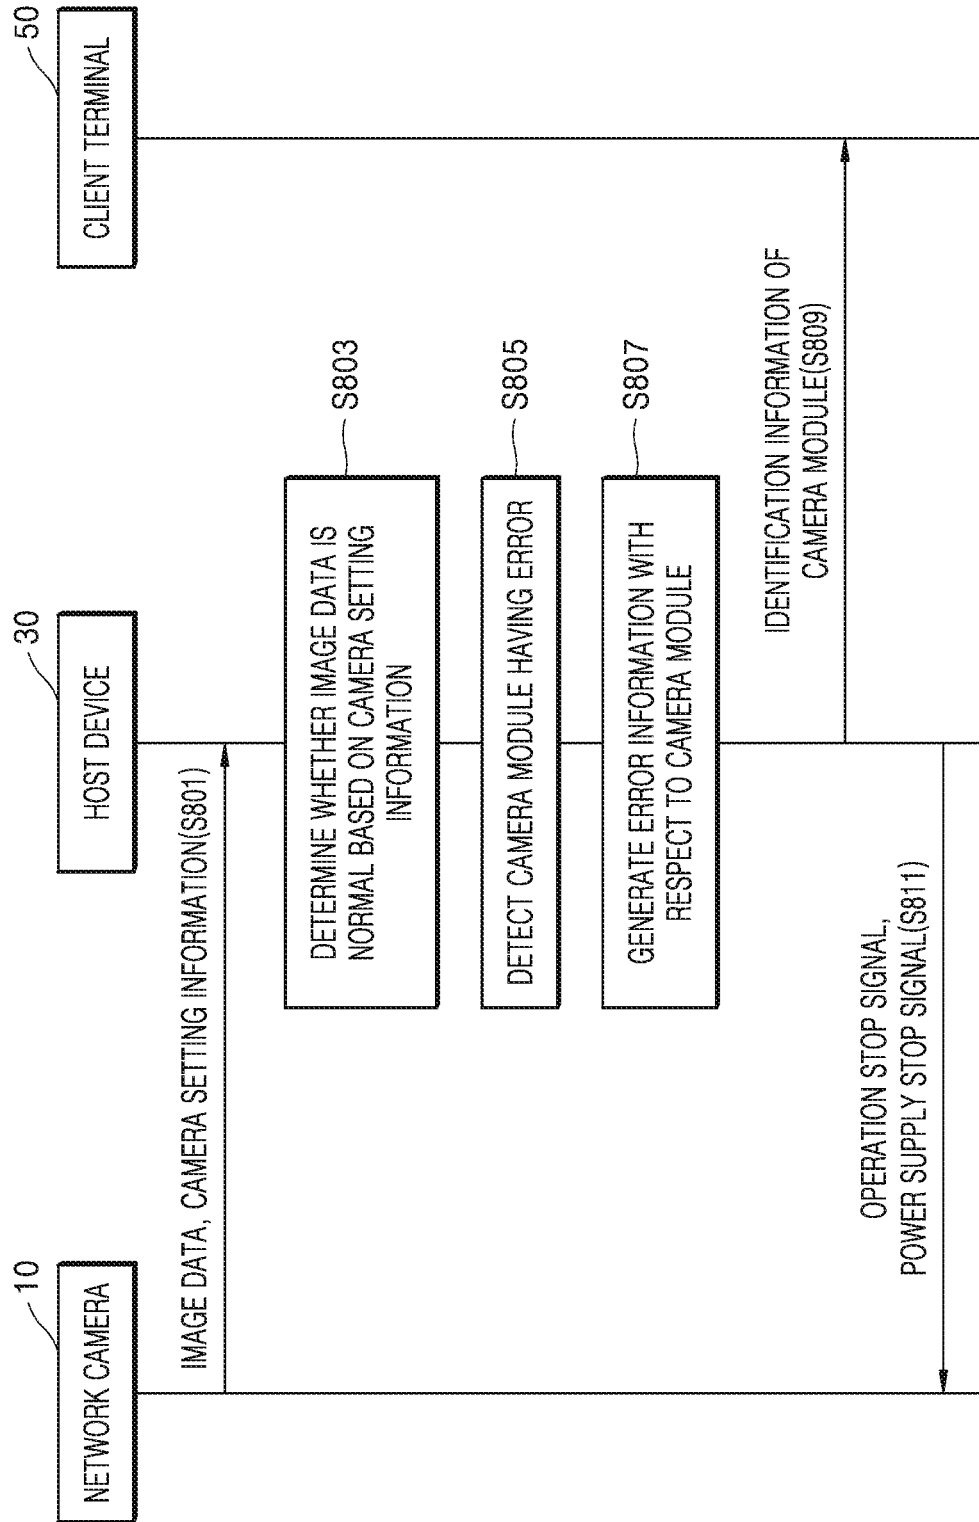 NETWORK CAMERA
10
HOST DEVICE
30
CLIENT TERMINAL
50
IMAGE DATA, CAMERA SETTING INFORMATION(S801)
DETERMINE WHETHER IMAGE DATA IS
NORMAL BASED ON CAMERA SETTING
INFORMATION
S803
DETECT CAMERA MODULE HAVING ERROR
S805
GENERATE ERROR INFORMATION WITH
RESPECT TO CAMERA MODULE
S807
IDENTIFICATION INFORMATION OF
CAMERA MODULE(S809)
OPERATION STOP SIGNAL,
POWER SUPPLY STOP SIGNAL(S811)